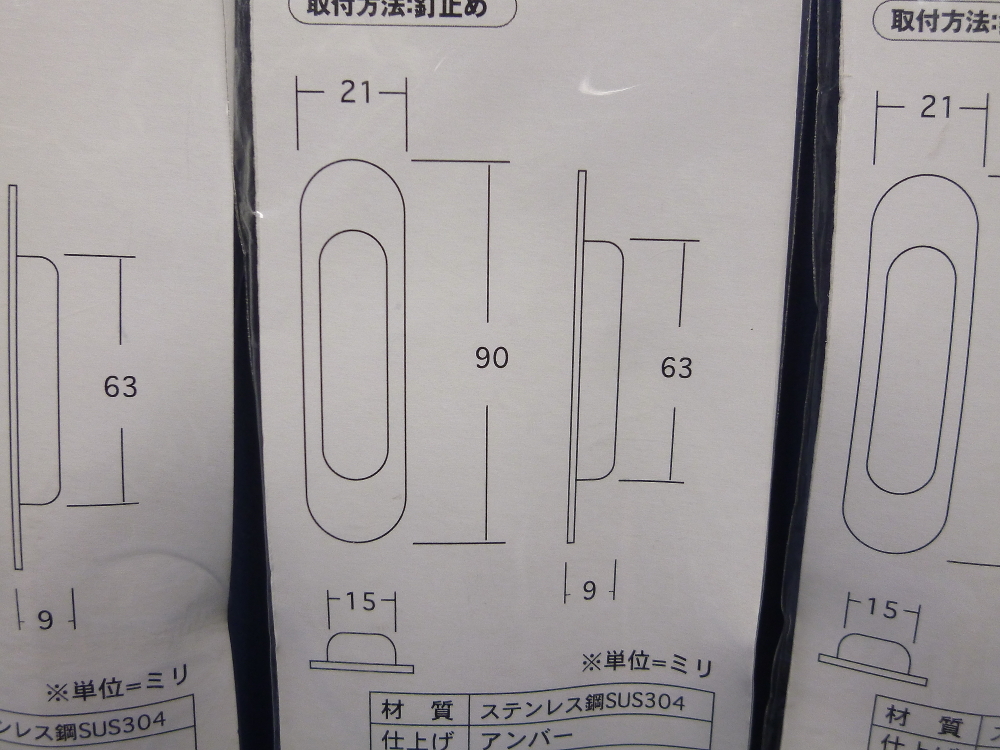 63
9
※単位=ミリ
ンレス鋼SUS304
取付方法:釘止め
21
90
63
9
15
※単位=ミリ
材 質 ステンレス鋼SUS304
仕上げ アンバー
取付方法:
21
15
材 質
仕上げ